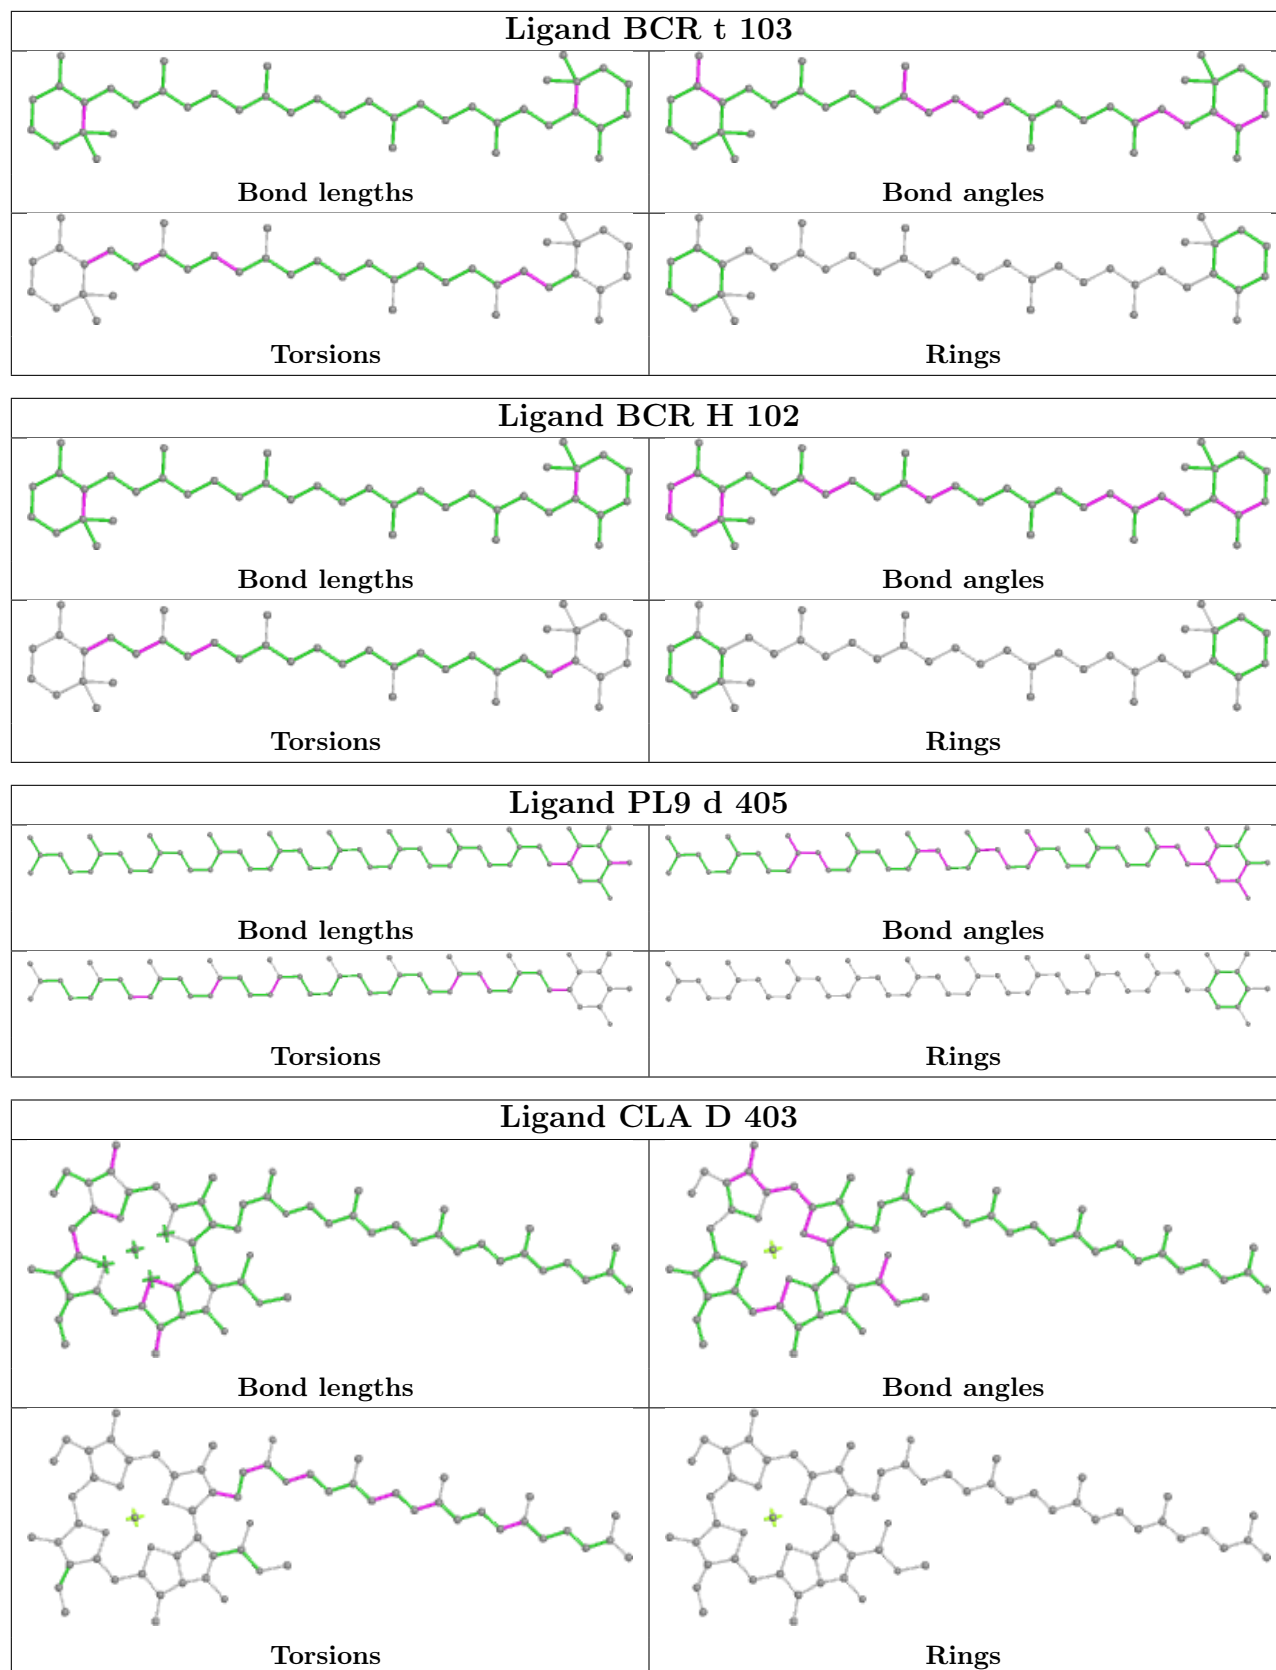 Ligand BCR t 103
Bond lengths
Bond angles
Torsions
Rings
Ligand BCR H 102
Bond lengths
Bond angles
Torsions
Rings
Ligand PL9 d 405
Bond lengths
Bond angles
Torsions
Rings
Ligand CLA D 403
Bond lengths
Bond angles
Torsions
Rings